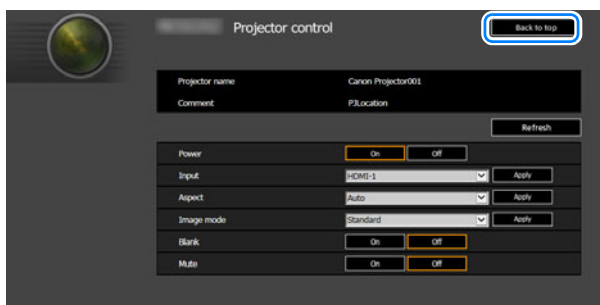 Projector control
Back to top
Projector name Canon Projector001
Comment PJLocation
Refresh
Power On Off
Input HDMI-1 Apply
Aspect Auto Apply
Image mode Standard Apply
Blank On Off
Mute On Off